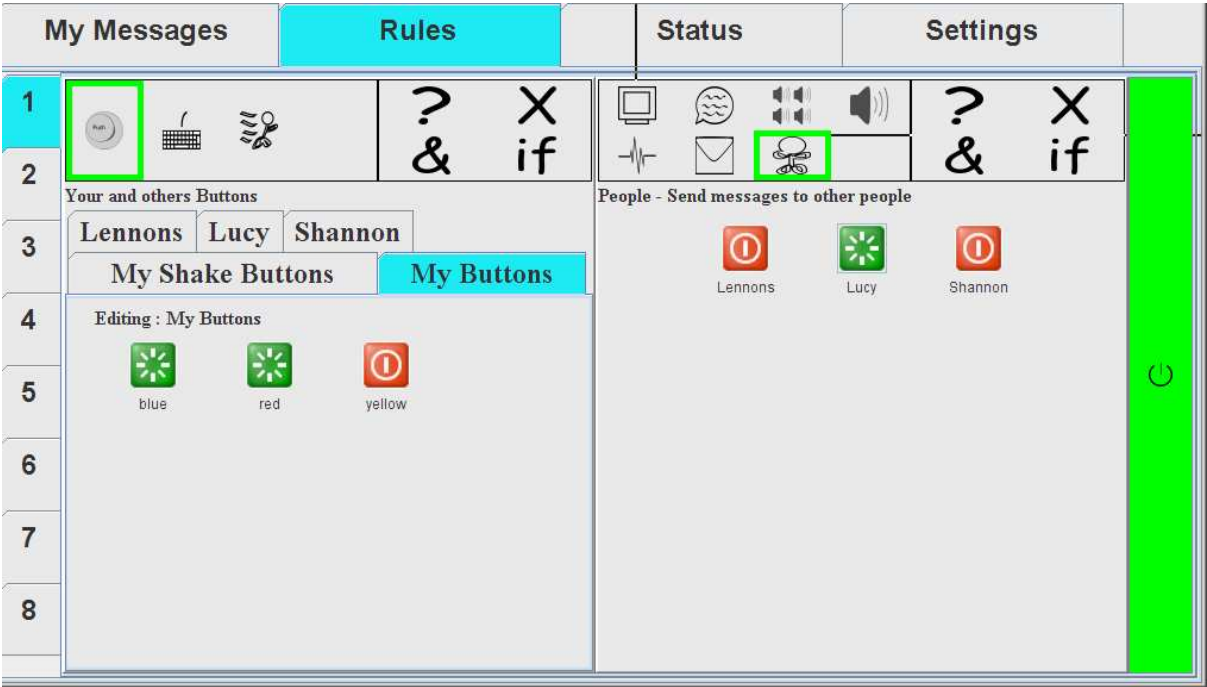 My Messages Rules Status Settings
1
2
3
4
5
6
7
8
Push
? X
& if
Your and others Buttons
Lennons Lucy Shannon
My Shake Buttons My Buttons
Editing : My Buttons
blue red yellow
? X
& if
People - Send messages to other people
Lennons Lucy Shannon